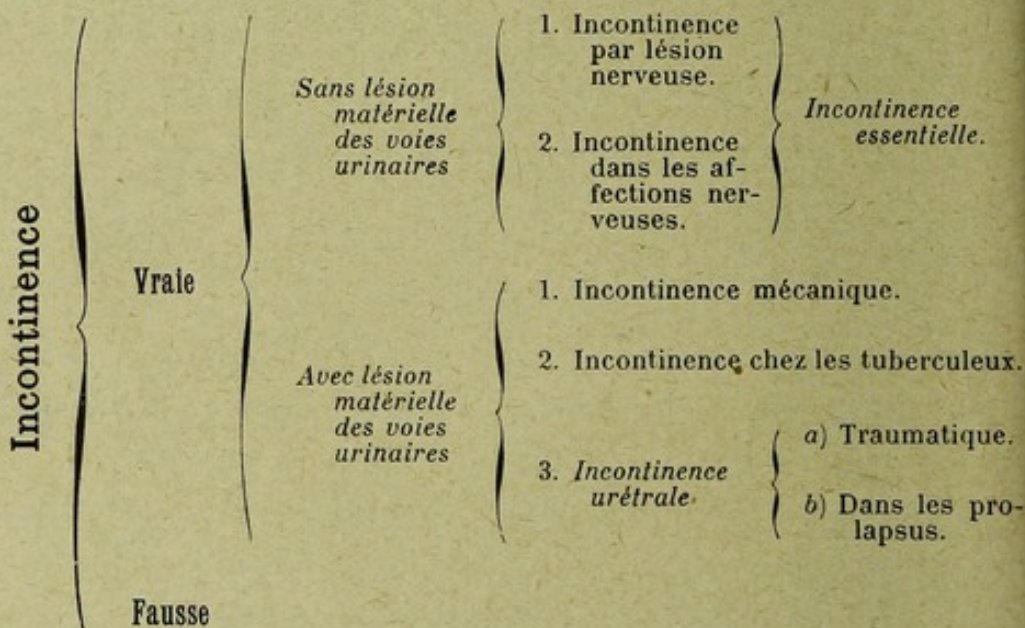 Incontinence
Vraie
Sans lésion
matérielle
des voies
urinaires
1. Incontinence
par lésion
nerveuse.
2. Incontinence
dans les af-
fections ner-
veuses.
Incontinence
essentielle.
Avec lésion
matérielle
des voies
urinaires
1. Incontinence mécanique.
2. Incontinence chez les tuberculeux.
3. Incontinence
urétrale.
a) Traumatique.
b) Dans les pro-
lapsus.
Fausse